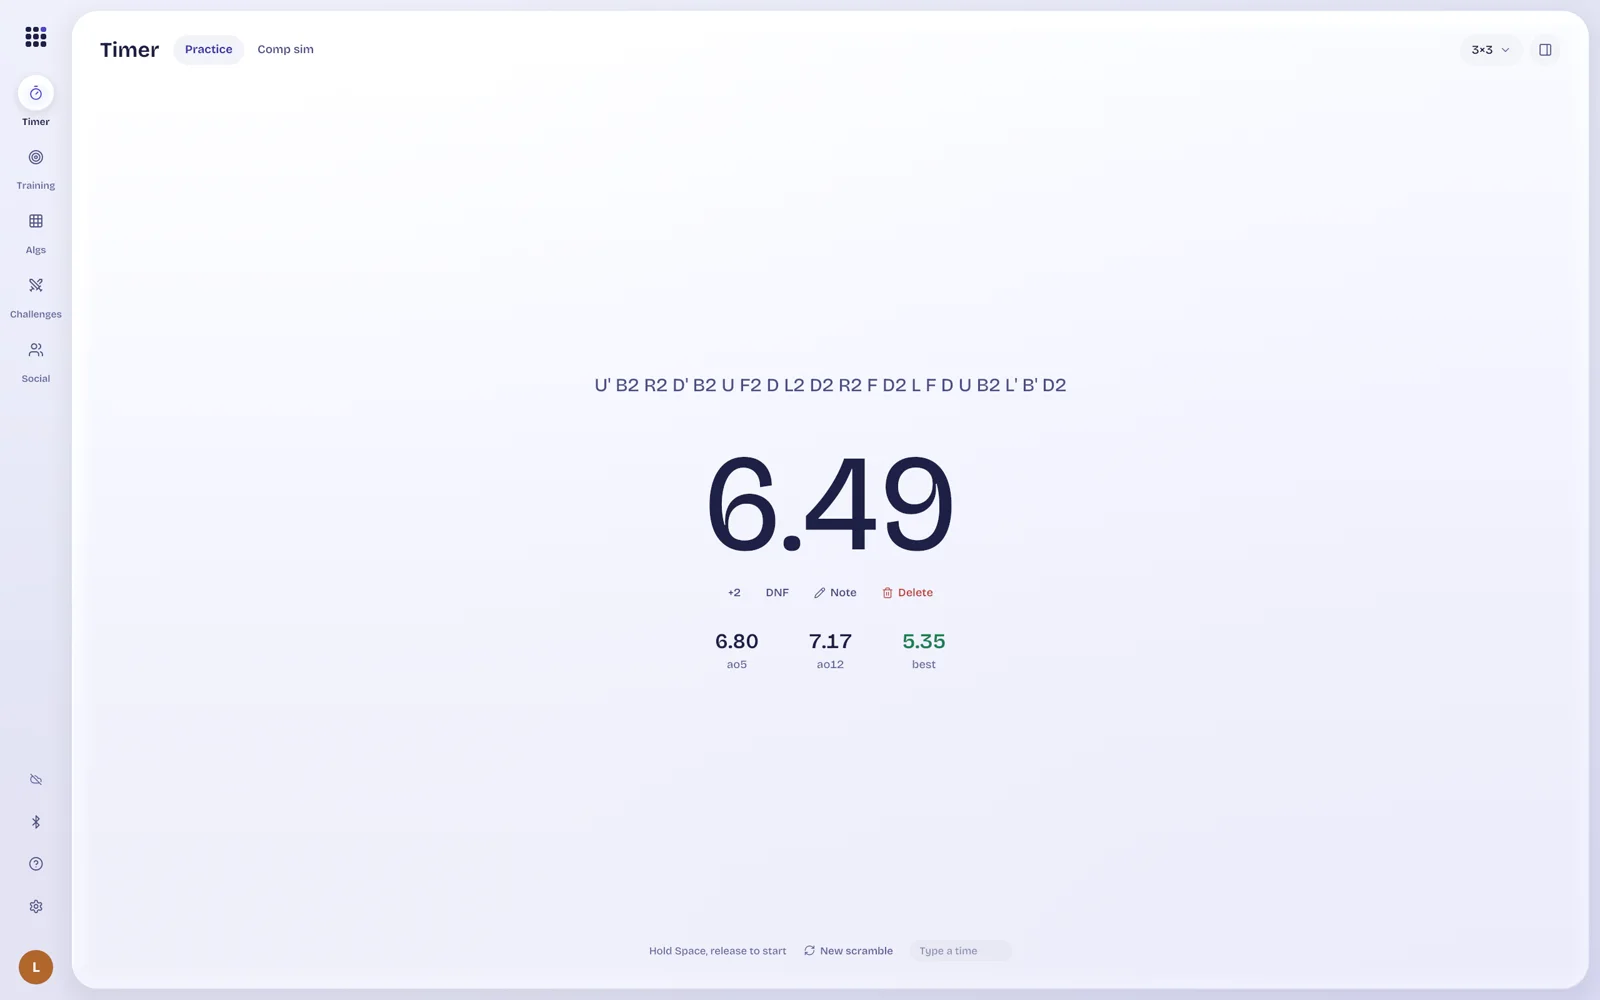 Timer
Practice
Comp sim
3×3
Timer
Training
Algs
Challenges
Social
U' B2 R2 D' B2 U F2 D L2 D2 R2 F D2 L F D U B2 L' B' D2
6.49
+2
DNF
Note
Delete
6.80
ao5
7.17
ao12
5.35
best
Hold Space, release to start
New scramble
Type a time
L